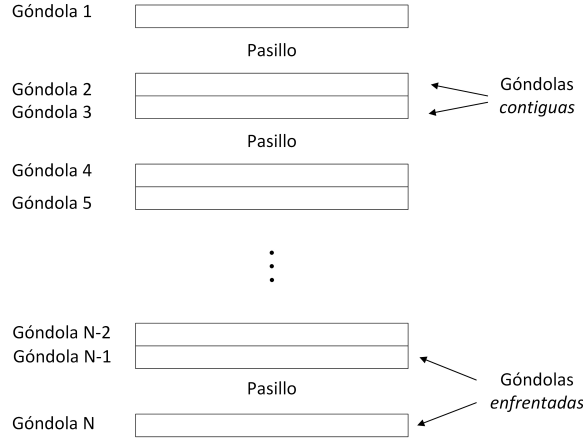 Góndola 1
Pasillo
Góndola 2
Góndola 3
Góndolas
contiguas
Pasillo
Góndola 4
Góndola 5
Góndola N-2
Góndola N-1
Pasillo
Góndolas
enfrentadas
Góndola N